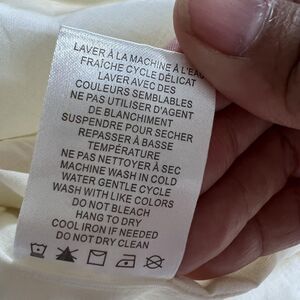 LAVER À LA MACHINE À L'EAU
FRAÎCHE CYCLE DÉLICAT
LAVER AVEC DES
COULEURS SEMBLABLES
NE PAS UTILISER D'AGENT
DE BLANCHIMENT
SUSPENDRE POUR SECHER
REPASSER À BASSE
TEMPÉRATURE
NE PAS NETTOYER À SEC
MACHINE WASH IN COLD
WATER GENTLE CYCLE
WASH WITH LIKE COLORS
DO NOT BLEACH
HANG TO DRY
COOL IRON IF NEEDED
DO NOT DRY CLEAN